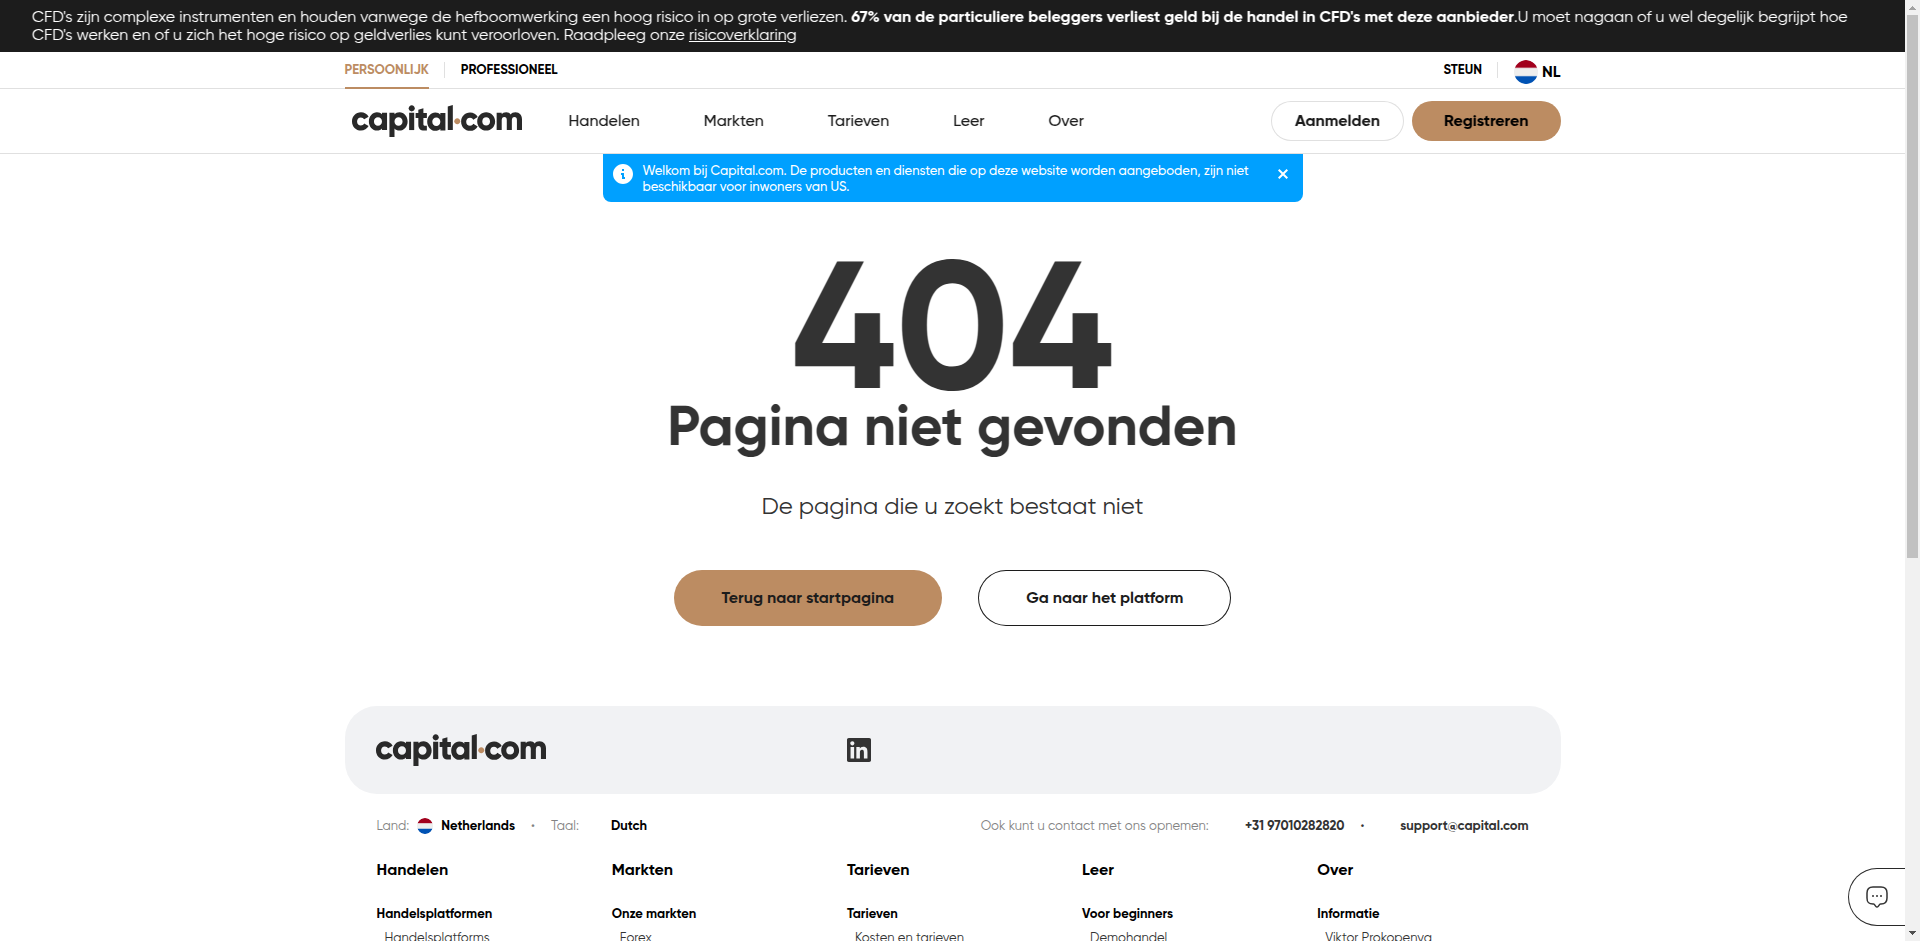 CFD's zijn complexe instrumenten en houden vanwege de hefboomwerking een hoog risico in op grote verliezen. 67% van de particuliere beleggers verliest geld bij de handel in CFD's met deze aanbieder.U moet nagaan of u wel degelijk begrijpt hoe
CFD's werken en of u zich het hoge risico op geldverlies kunt veroorloven. Raadpleeg onze risicoverklaring
PERSOONLIJK PROFESSIONEEL STEUN NL
capital.com Handelen Markten Tarieven Leer Over Aanmelden Registreren
Welkom bij Capital.com. De producten en diensten die op deze website worden aangeboden, zijn niet
beschikbaar voor inwoners van US.
404
Pagina niet gevonden
De pagina die u zoekt bestaat niet
Terug naar startpagina Ga naar het platform
capital.com in
Land: Netherlands • Taal: Dutch Ook kunt u contact met ons opnemen: +31 97010282820 • support@capital.com
Handelen Markten Tarieven Leer Over
Handelsplatformen Onze markten Tarieven Voor beginners Informatie
Handelsplatforms Forex Kosten en tarieven Demohandel Viktor Prokopenya